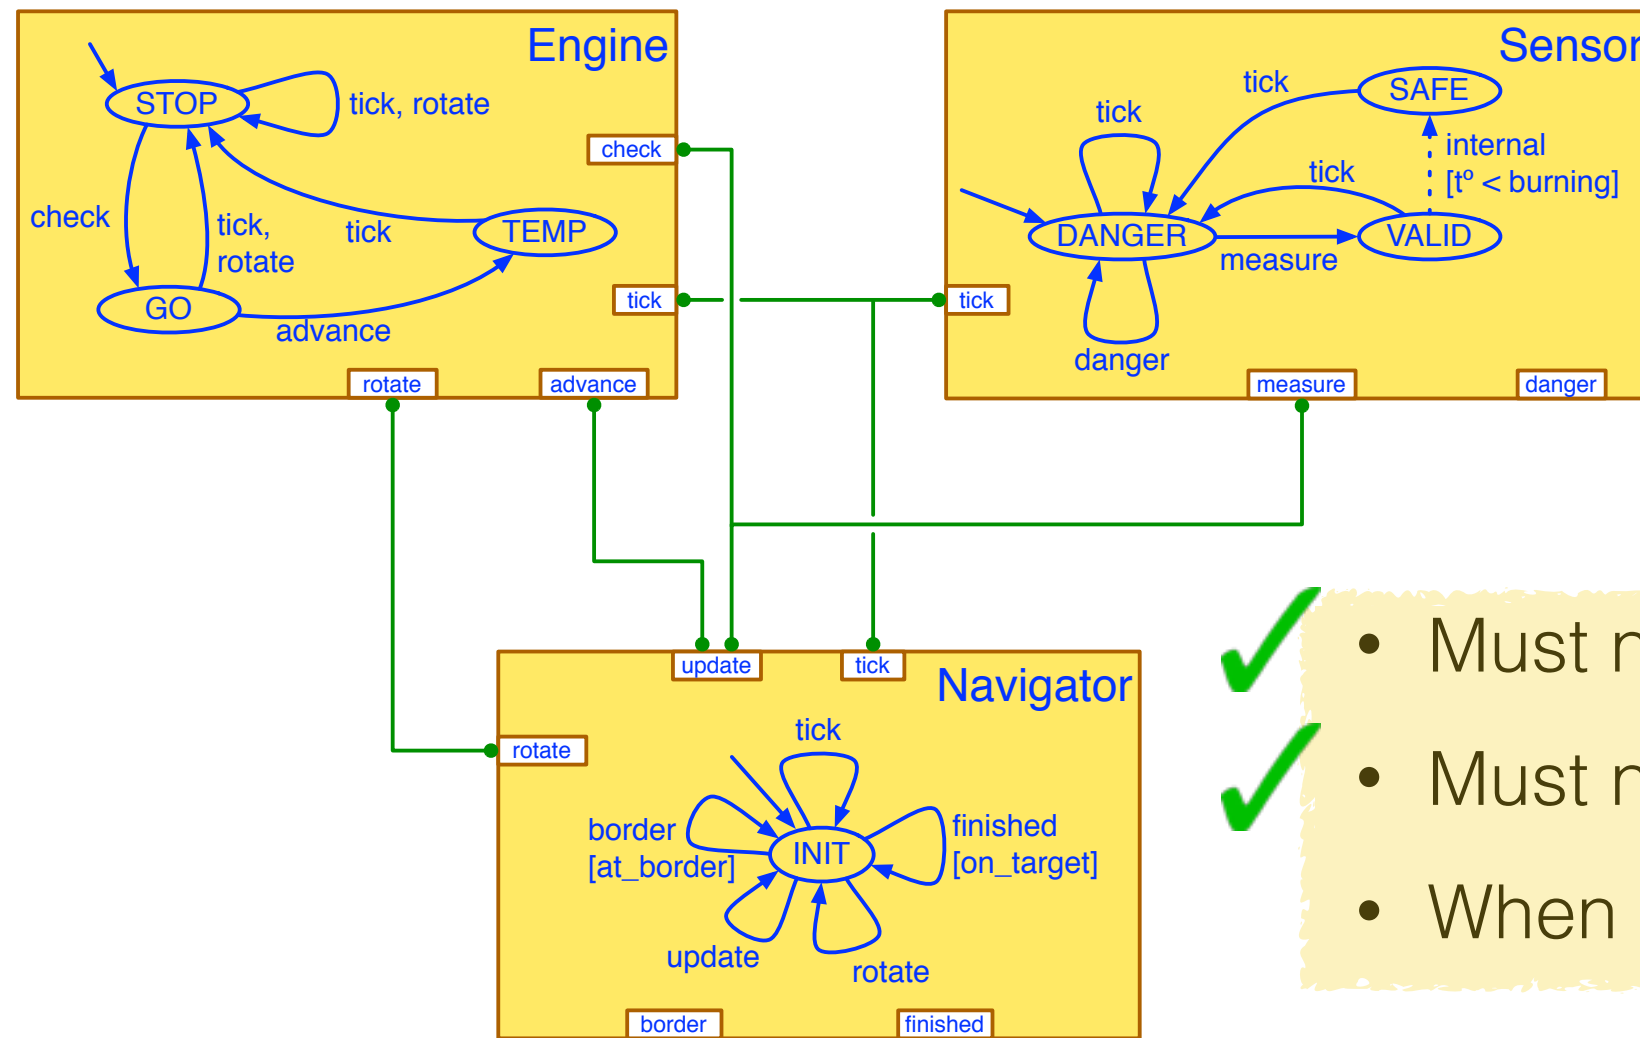 Engine
STOP
tick, rotate
check
check
tick,
rotate
tick
TEMP
GO
advance
tick
rotate
advance
Sensor
SAFE
tick
tick
internal
[tº < burning]
tick
DANGER
VALID
measure
tick
danger
measure
danger
update
tick
Navigator
rotate
tick
border
[at_border]
INIT
finished
[on_target]
update
rotate
border
finished
• Must
• Must
• When